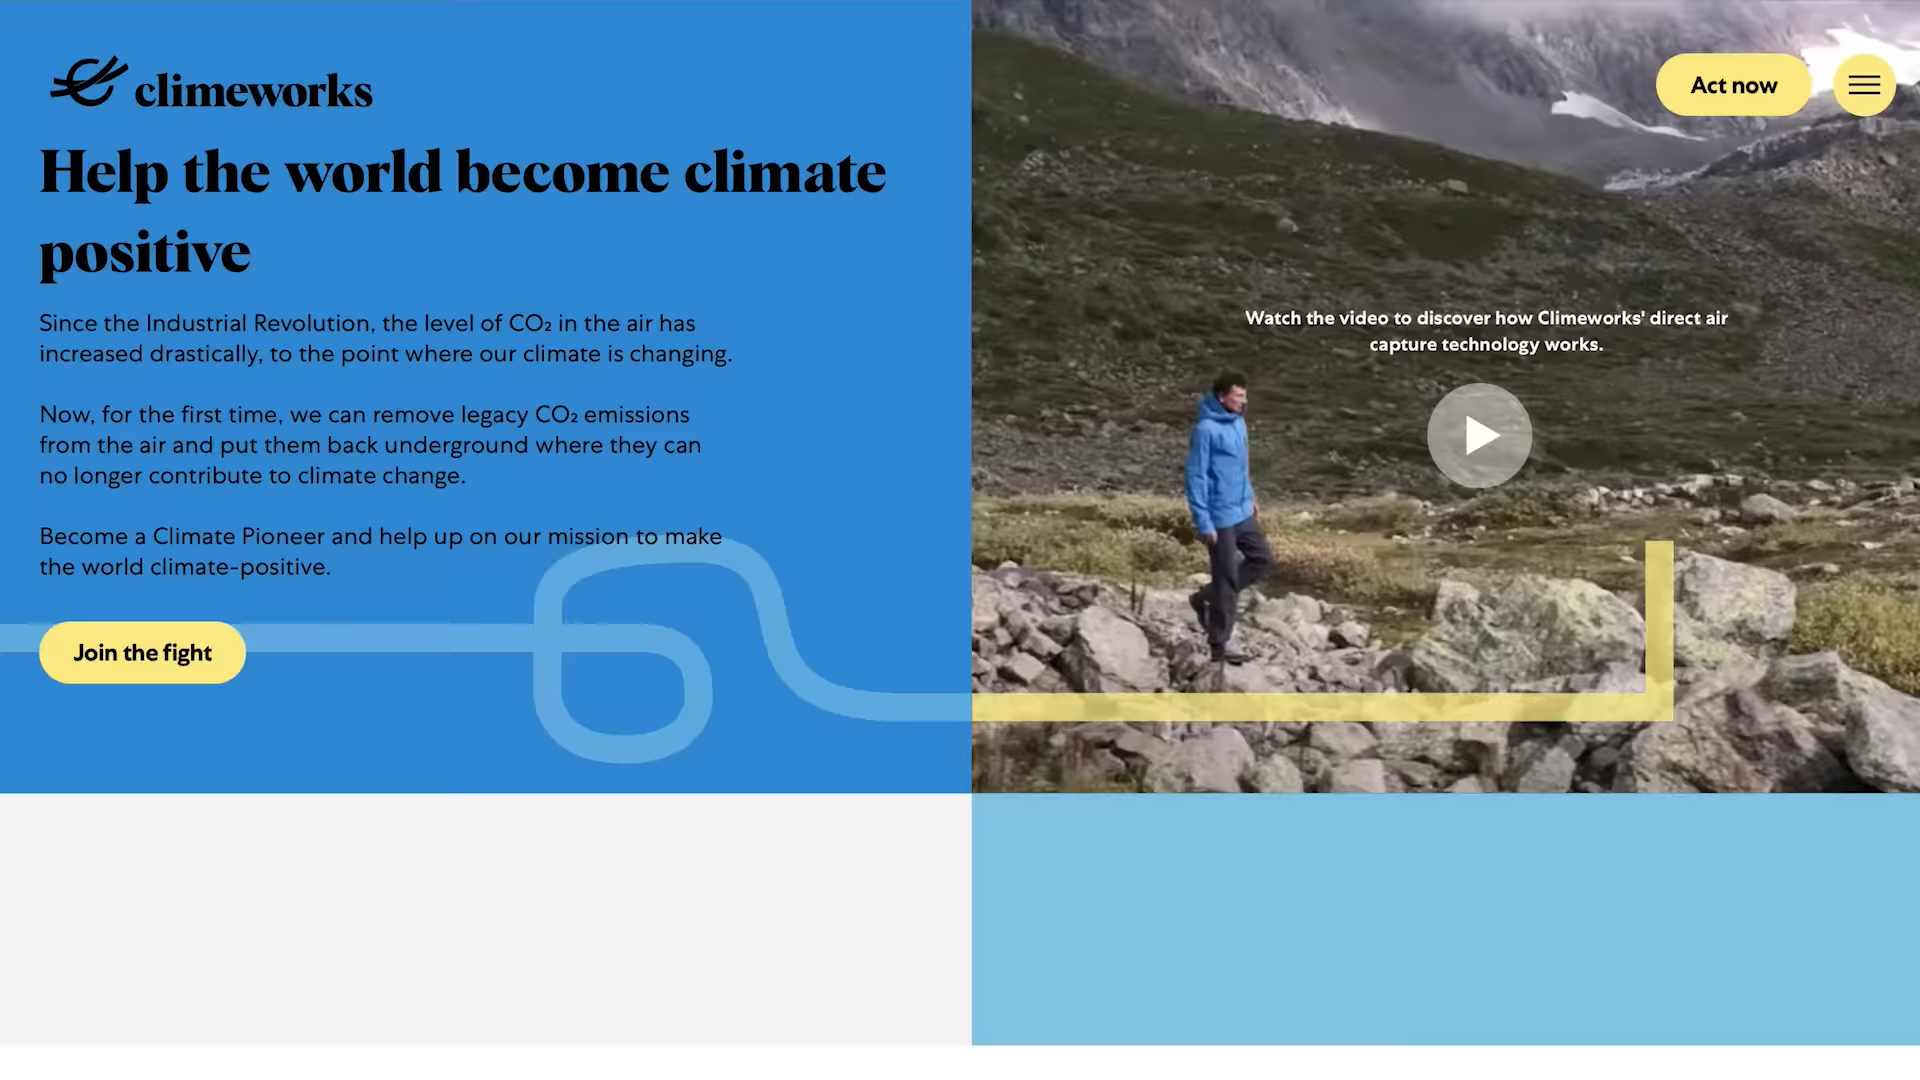 climeworks
Act now
Help the world become climate
positive
Since the Industrial Revolution, the level of CO₂ in the air has
increased drastically, to the point where our climate is changing.
Now, for the first time, we can remove legacy CO₂ emissions
from the air and put them back underground where they can
no longer contribute to climate change.
Become a Climate Pioneer and help up on our mission to make
the world climate-positive.
Join the fight
Watch the video to discover how Climeworks' direct air
capture technology works.